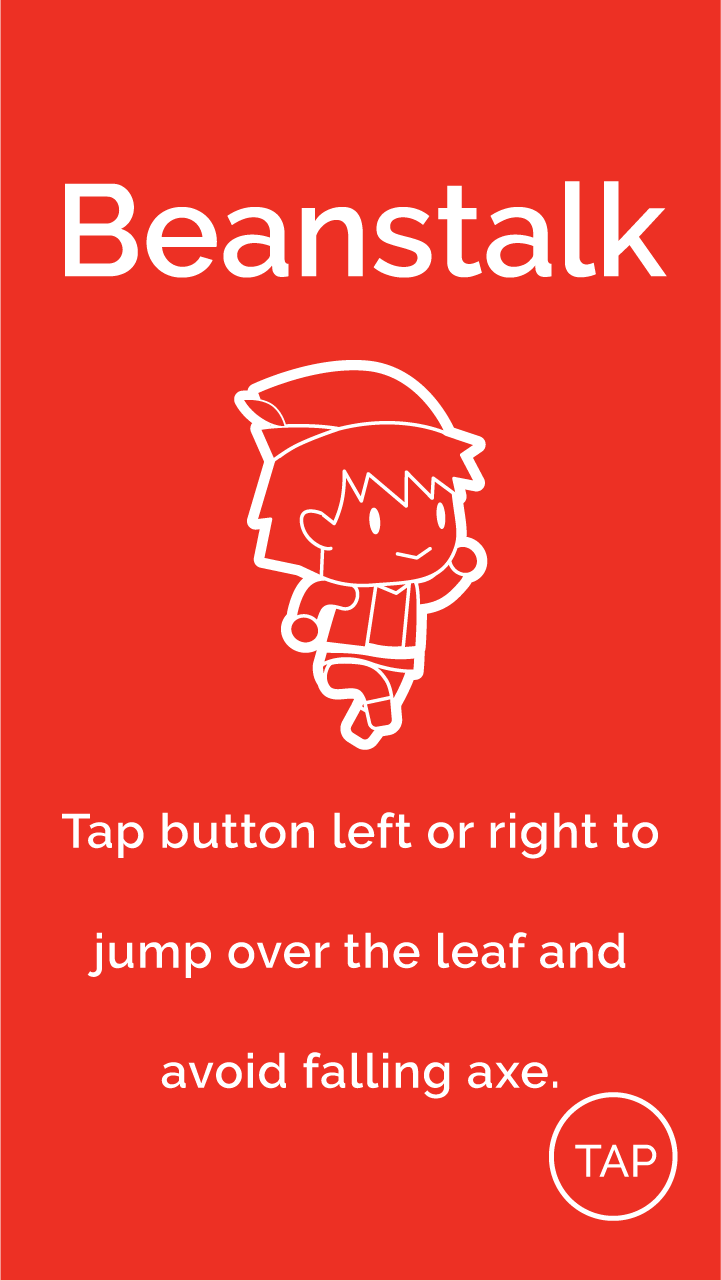 Beanstalk
Tap button left or right to
jump over the leaf and
avoid falling axe.
TAP